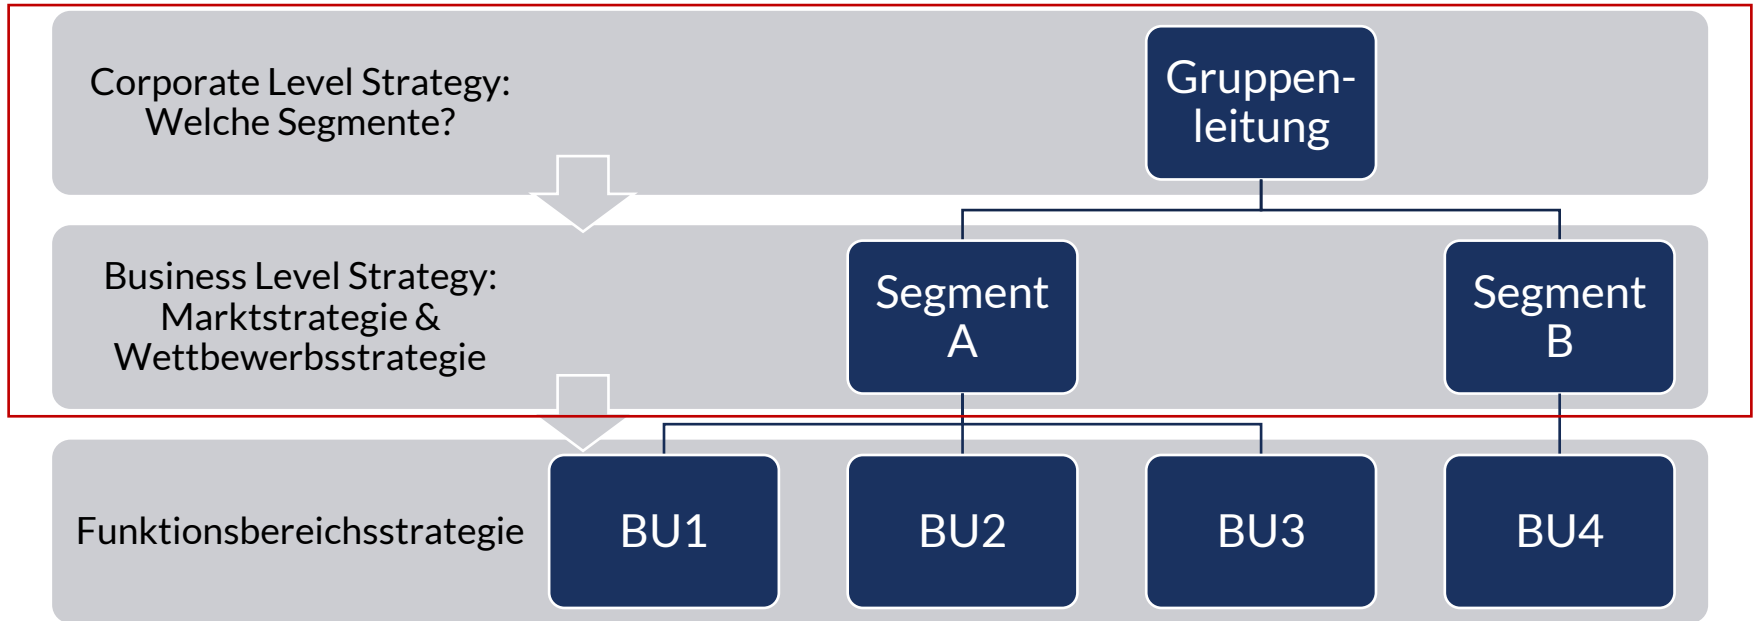 Corporate Level Strategy:
Welche Segmente?
Gruppen-
leitung
Business Level Strategy:
Marktstrategie &
Wettbewerbsstrategie
Segment
A
Segment
B
Funktionsbereichsstrategie
BU1
BU2
BU3
BU4